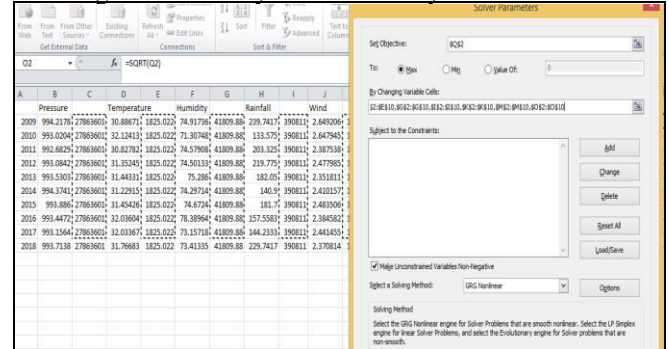 Solver Parameters
From Web
From Text
From Other Sources
Existing Connections
Refresh All
Properties
Edit Links
Sort
Filter
Reapply
Advanced
Text to Column
Get External Data
Connections
Sort & Filter
O2
fx =SQRT(Q2)
A B C D E F G H I M
Pressure Temperature Humidity Rainfall Wind
2009 994.2178 27863601 30.88671 1825.022 74.91736 41809.88 239.7417 390811 2.649206
2010 993.0204 27863601 32.12413 1825.022 71.30748 41809.88 133.575 390811 2.647945
2011 992.6829 27863601 30.82782 1825.022 74.57908 41809.88 203.325 390811 2.387538
2012 993.0842 27863601 31.35245 1825.022 74.50133 41809.88 219.775 390811 2.477985
2013 993.5303 27863601 31.44331 1825.022 75.286 41809.88 182.05 390811 2.351811
2014 994.3741 27863601 31.22915 1825.022 74.29714 41809.88 140.9 390811 2.410157
2015 993.886 27863601 31.45426 1825.022 74.6724 41809.88 181.7 390811 2.483506
2016 993.4472 27863601 32.03604 1825.022 78.38964 41809.88 157.5583 390811 2.384582
2017 993.1564 27863601 32.03367 1825.022 73.15718 41809.88 144.2333 390811 2.441455
2018 993.7138 27863601 31.76683 1825.022 73.41335 41809.88 229.7417 390811 2.370814
Set Objective: $Q$2
To: Max Min Value Of: 0
By Changing Variable Cells:
$2:$E$10,$G$2:$G$10,$I$2:$I$10,$K$2:$K$10,$M$2:$M$10,$O$2:$O$10
Subject to the Constraints:
Add
Change
Delete
Reset All
Load/Save
Make Unconstrained Variables Non-Negative
Select a Solving Method: GRG Nonlinear
Options
Solving Method
Select the GRG Nonlinear engine for Solver Problems that are smooth nonlinear. Select the LP Simplex
engine for linear Solver Problems, and select the Evolutionary engine for Solver problems that are
non-smooth.